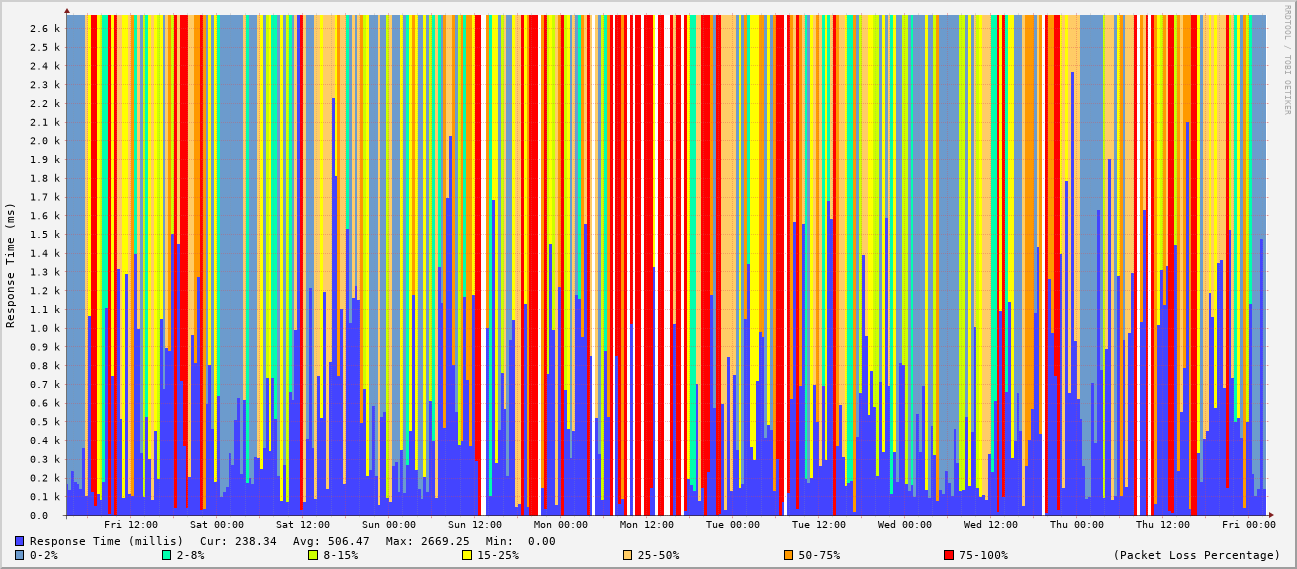 RRDTOOL / TOBI OETIKER
Response Time (ms)
2.6 k
2.5 k
2.4 k
2.3 k
2.2 k
2.1 k
2.0 k
1.9 k
1.8 k
1.7 k
1.6 k
1.5 k
1.4 k
1.3 k
1.2 k
1.1 k
1.0 k
0.9 k
0.8 k
0.7 k
0.6 k
0.5 k
0.4 k
0.3 k
0.2 k
0.1 k
0.0
Fri 12:00 Sat 00:00 Sat 12:00 Sun 00:00 Sun 12:00 Mon 00:00 Mon 12:00 Tue 00:00 Tue 12:00 Wed 00:00 Wed 12:00 Thu 00:00 Thu 12:00 Fri 00:00
Response Time (millis) Cur: 238.34 Avg: 506.47 Max: 2669.25 Min: 0.00
0-2% 2-8% 8-15% 15-25% 25-50% 50-75% 75-100% (Packet Loss Percentage)